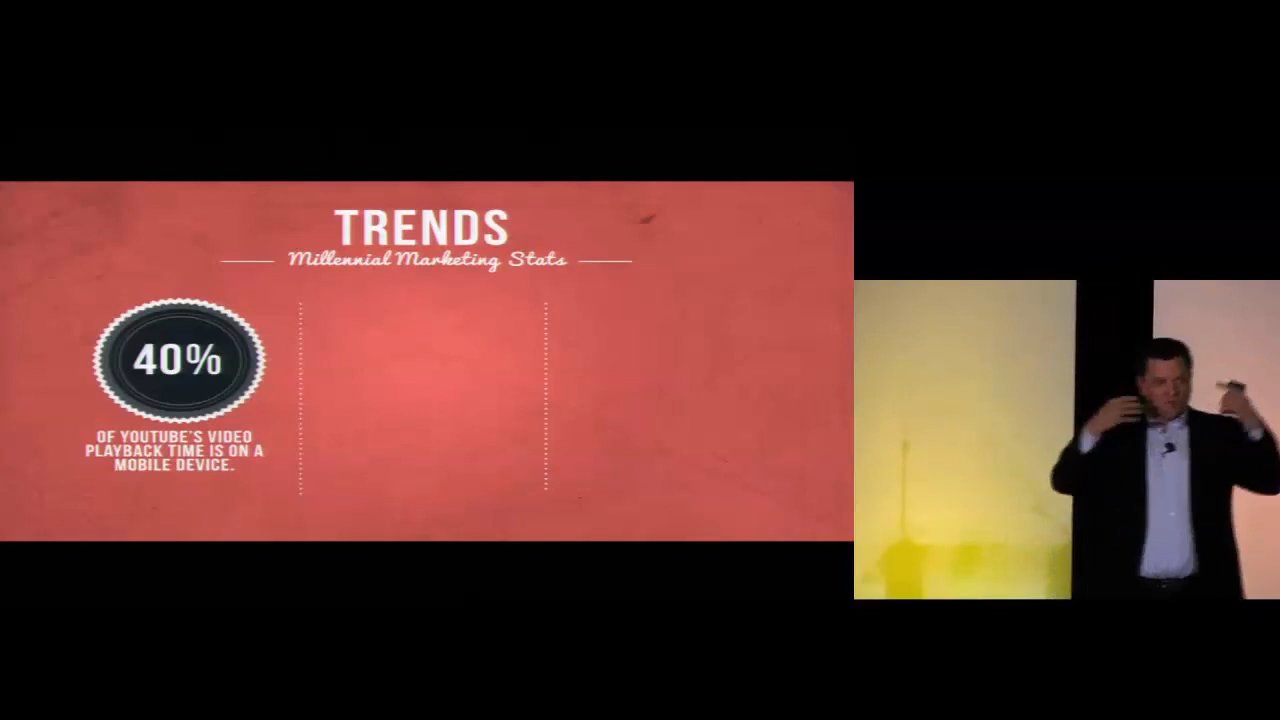 TRENDS
Millennial Marketing Stats
40%
OF YOUTUBE'S VIDEO
PLAYBACK TIME IS ON A
MOBILE DEVICE.